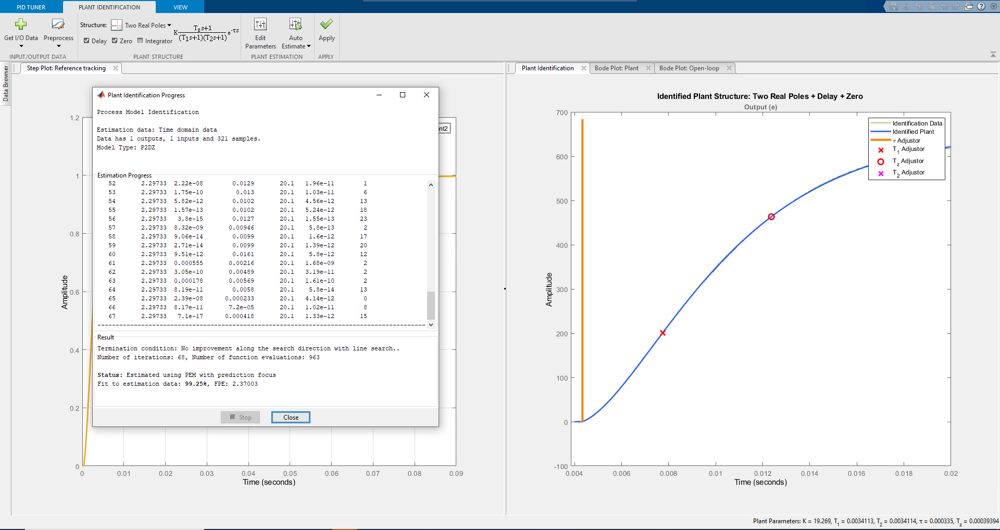 PID TUNER
PLANT IDENTIFICATION
VIEW
Get I/O Data
Preprocess
Structure:
Two Real Poles
Delay
Zero
Integrator
K (Tzs+1)/((T1s+1)(T2s+1)) e-τs
Edit Parameters
Auto Estimate
Apply
INPUT/OUTPUT DATA
PLANT STRUCTURE
PLANT ESTIMATION
APPLY
Data Browser
Step Plot: Reference tracking
Plant Identification Progress
Process Model Identification
Estimation data: Time domain data
Data has 1 outputs, 1 inputs and 321 samples.
Model Type: P2DZ
Estimation Progress
52 2.29733 2.22e-08 0.0129 20.1 1.96e-11 1
53 2.29733 1.75e-10 0.013 20.1 1.03e-11 6
54 2.29733 5.82e-12 0.0102 20.1 4.56e-12 13
55 2.29733 1.57e-13 0.0102 20.1 5.24e-12 18
56 2.29733 3.8e-15 0.0127 20.1 1.55e-13 23
57 2.29733 8.32e-09 0.00946 20.1 5.8e-13 2
58 2.29733 9.06e-14 0.0099 20.1 1.6e-12 17
59 2.29733 2.71e-14 0.0099 20.1 1.39e-12 20
60 2.29733 9.51e-12 0.0161 20.1 5.8e-12 12
61 2.29733 0.000555 0.00216 20.1 1.68e-09 2
62 2.29733 3.05e-10 0.00489 20.1 3.19e-11 2
63 2.29733 0.000178 0.00569 20.1 1.61e-10 2
64 2.29733 8.19e-11 0.0058 20.1 5.8e-14 13
65 2.29733 2.39e-08 0.000233 20.1 4.14e-12 0
66 2.29733 8.17e-11 7.2e-05 20.1 1.02e-11 8
67 2.29733 7.1e-17 0.000418 20.1 1.33e-12 15
Result
Termination condition: No improvement along the search direction with line search..
Number of iterations: 68, Number of function evaluations: 963
Status: Estimated using PEM with prediction focus
Fit to estimation data: 99.25%, FPE: 2.37003
Stop
Close
nt2
Amplitude
1.2
1
0.8
0.6
0.4
0.2
0
0 0.01 0.02 0.03 0.04 0.05 0.06 0.07 0.08 0.09
Time (seconds)
Plant Identification
Bode Plot: Plant
Bode Plot: Open-loop
Identified Plant Structure: Two Real Poles + Delay + Zero
Output (e)
Identification Data
Identified Plant
τ Adjustor
T1 Adjustor
Tz Adjustor
T2 Adjustor
Amplitude
700
600
500
400
300
200
100
0
-100
0.004 0.006 0.008 0.01 0.012 0.014 0.016 0.018 0.02
Time (seconds)
Plant Parameters: K = 19.269, T1 = 0.0034113, T2 = 0.0034114, τ = 0.000335, Tz = 0.00039394